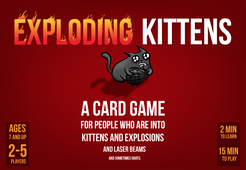 EXPLODING KITTENS
A CARD GAME
FOR PEOPLE WHO ARE INTO
KITTENS AND EXPLOSIONS
AND LASER BEAMS
AND SOMETIMES GOATS.
AGES
7 AND UP
2-5
PLAYERS
2 MIN
TO LEARN
15 MIN
TO PLAY